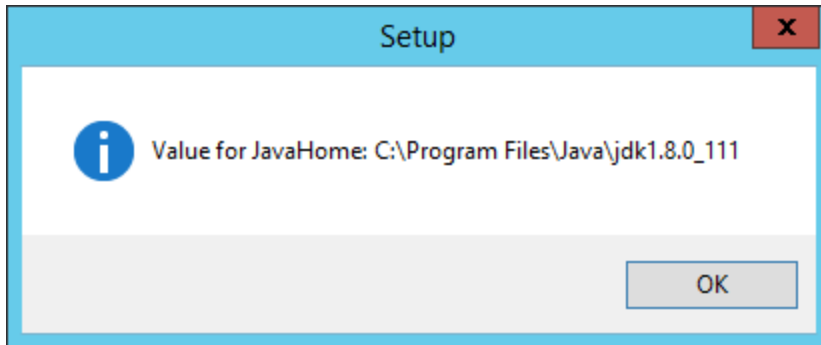 Setup
x
Value for JavaHome: C:\Program Files\Java\jdk1.8.0_111
OK